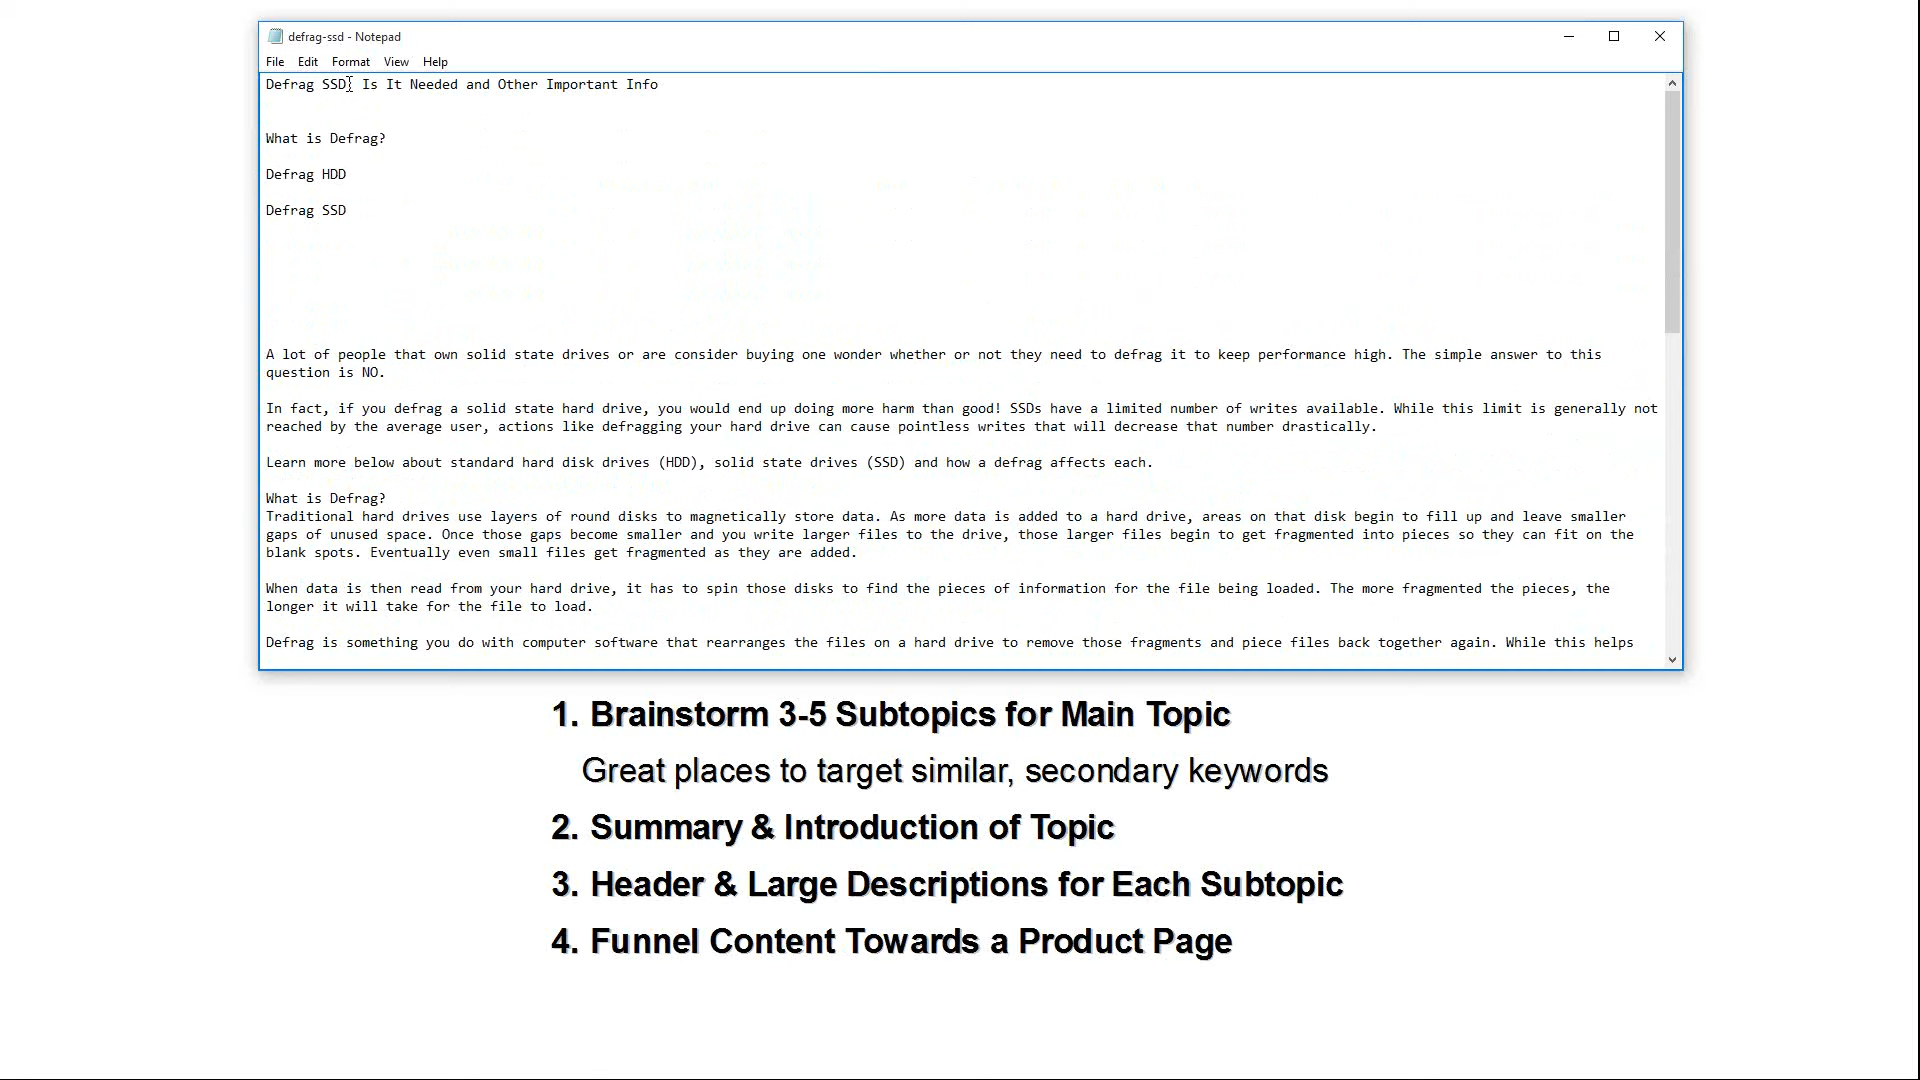 defrag-ssd - Notepad
File Edit Format View Help
Defrag SSD: Is It Needed and Other Important Info
What is Defrag?
Defrag HDD
Defrag SSD
A lot of people that own solid state drives or are consider buying one wonder whether or not they need to defrag it to keep performance high. The simple answer to this
question is NO.
In fact, if you defrag a solid state hard drive, you would end up doing more harm than good! SSDs have a limited number of writes available. While this limit is generally not
reached by the average user, actions like defragging your hard drive can cause pointless writes that will decrease that number drastically.
Learn more below about standard hard disk drives (HDD), solid state drives (SSD) and how a defrag affects each.
What is Defrag?
Traditional hard drives use layers of round disks to magnetically store data. As more data is added to a hard drive, areas on that disk begin to fill up and leave smaller
gaps of unused space. Once those gaps become smaller and you write larger files to the drive, those larger files begin to get fragmented into pieces so they can fit on the
blank spots. Eventually even small files get fragmented as they are added.
When data is then read from your hard drive, it has to spin those disks to find the pieces of information for the file being loaded. The more fragmented the pieces, the
longer it will take for the file to load.
Defrag is something you do with computer software that rearranges the files on a hard drive to remove those fragments and piece files back together again. While this helps
1. Brainstorm 3-5 Subtopics for Main Topic
Great places to target similar, secondary keywords
2. Summary & Introduction of Topic
3. Header & Large Descriptions for Each Subtopic
4. Funnel Content Towards a Product Page